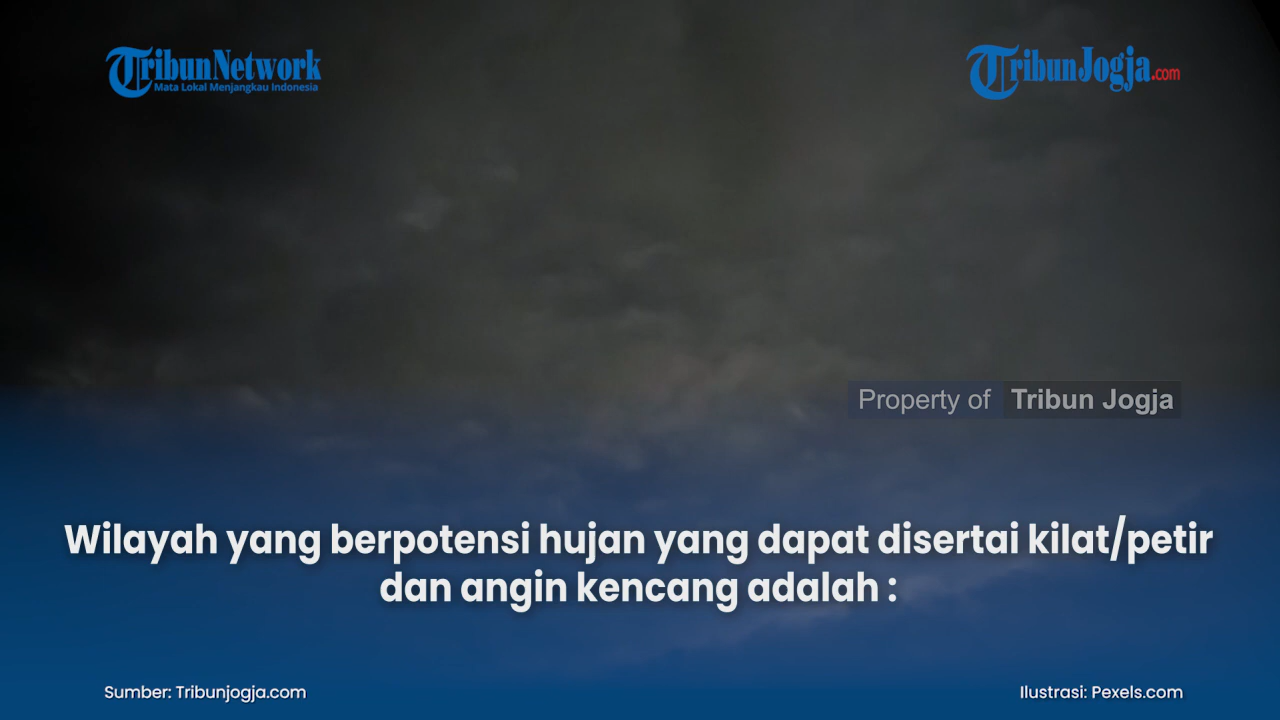 TribunNetwork
Mata Lokal Menjangkau Indonesia
TribunJogja.com
Property of Tribun Jogja
Wilayah yang berpotensi hujan yang dapat disertai kilat/petir
dan angin kencang adalah :
Sumber: Tribunjogja.com
Ilustrasi: Pexels.com